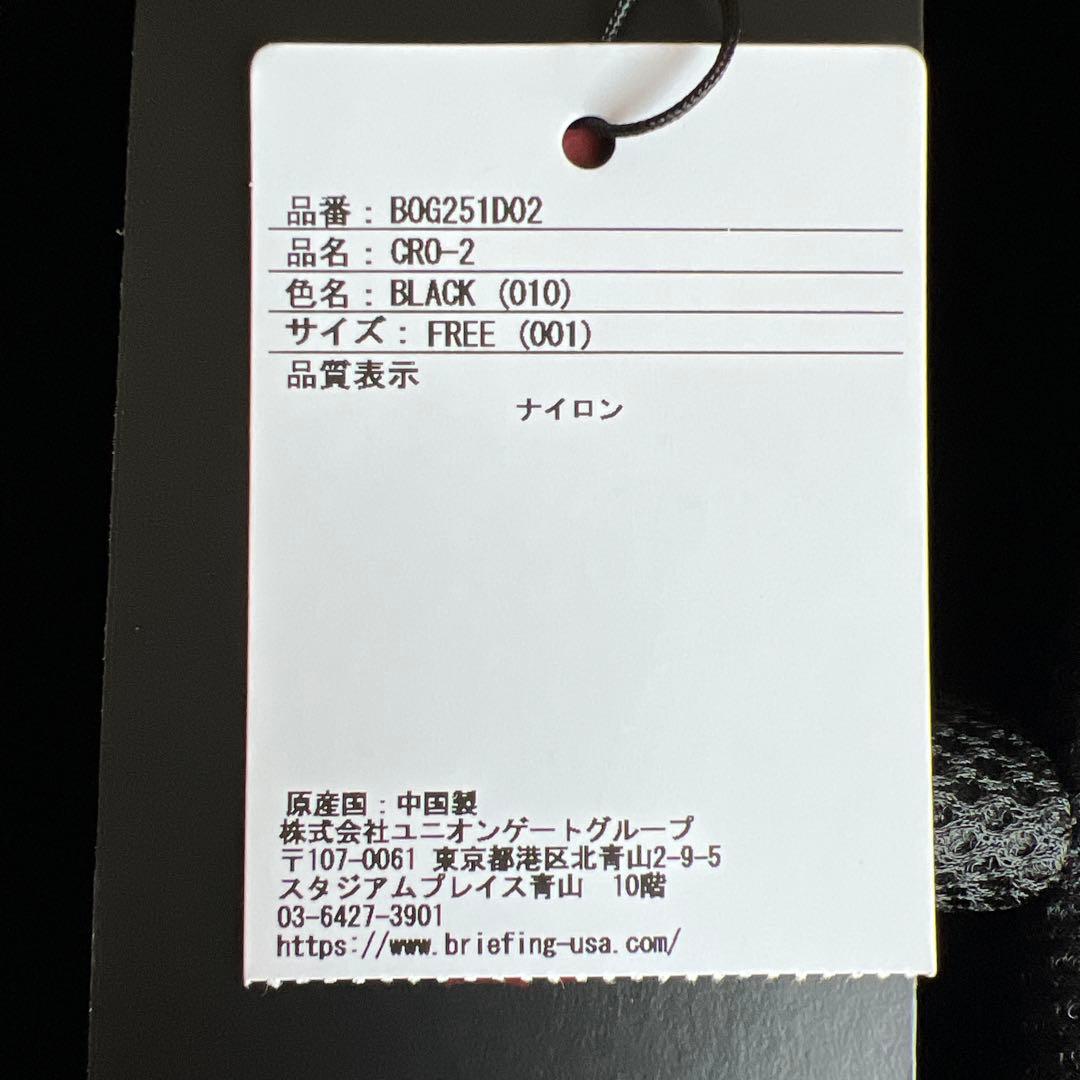 品番: BOG251D02
品名: CRO-2
色名: BLACK (010)
サイズ: FREE (001)
品質表示
ナイロン
原産国:中国製
株式会社ユニオンゲートグループ
〒107-0061 東京都港区北青山2-9-5
スタジアムプレイス青山 10階
03-6427-3901
https://www.briefing-usa.com/